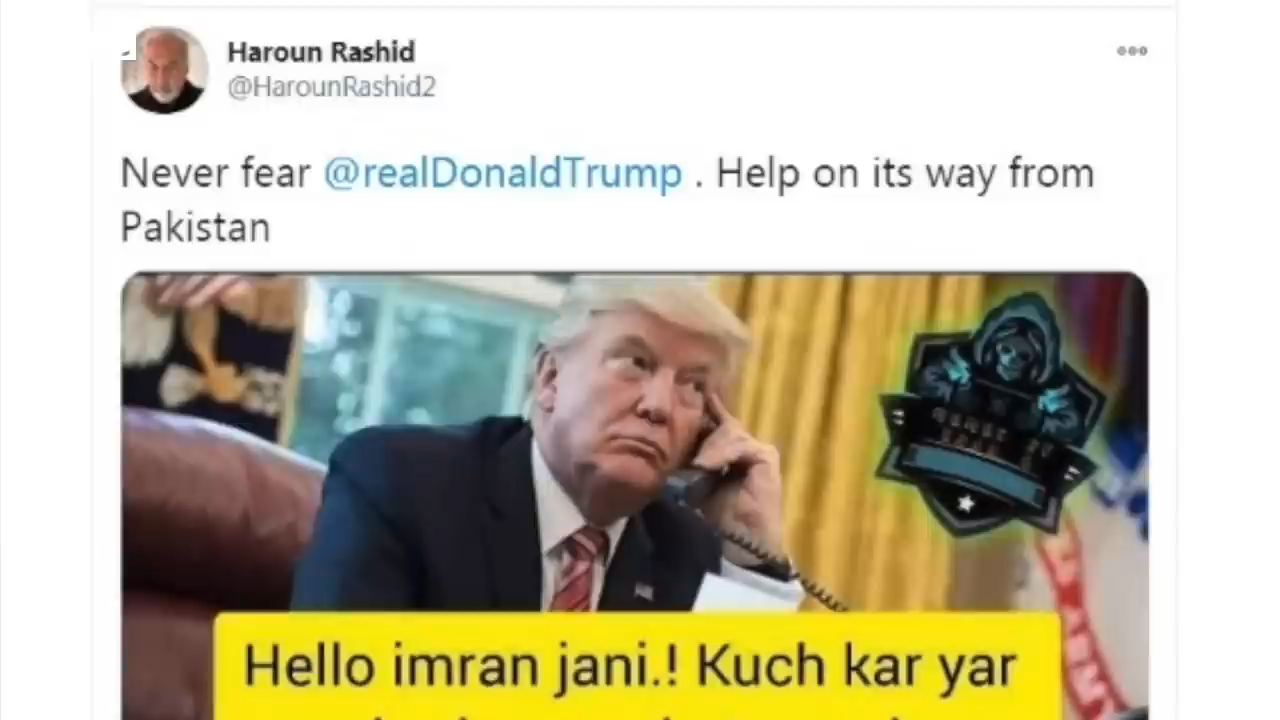 Haroun Rashid
@HarounRashid2
Never fear @realDonaldTrump . Help on its way from
Pakistan
Hello imran jani.! Kuch kar yar